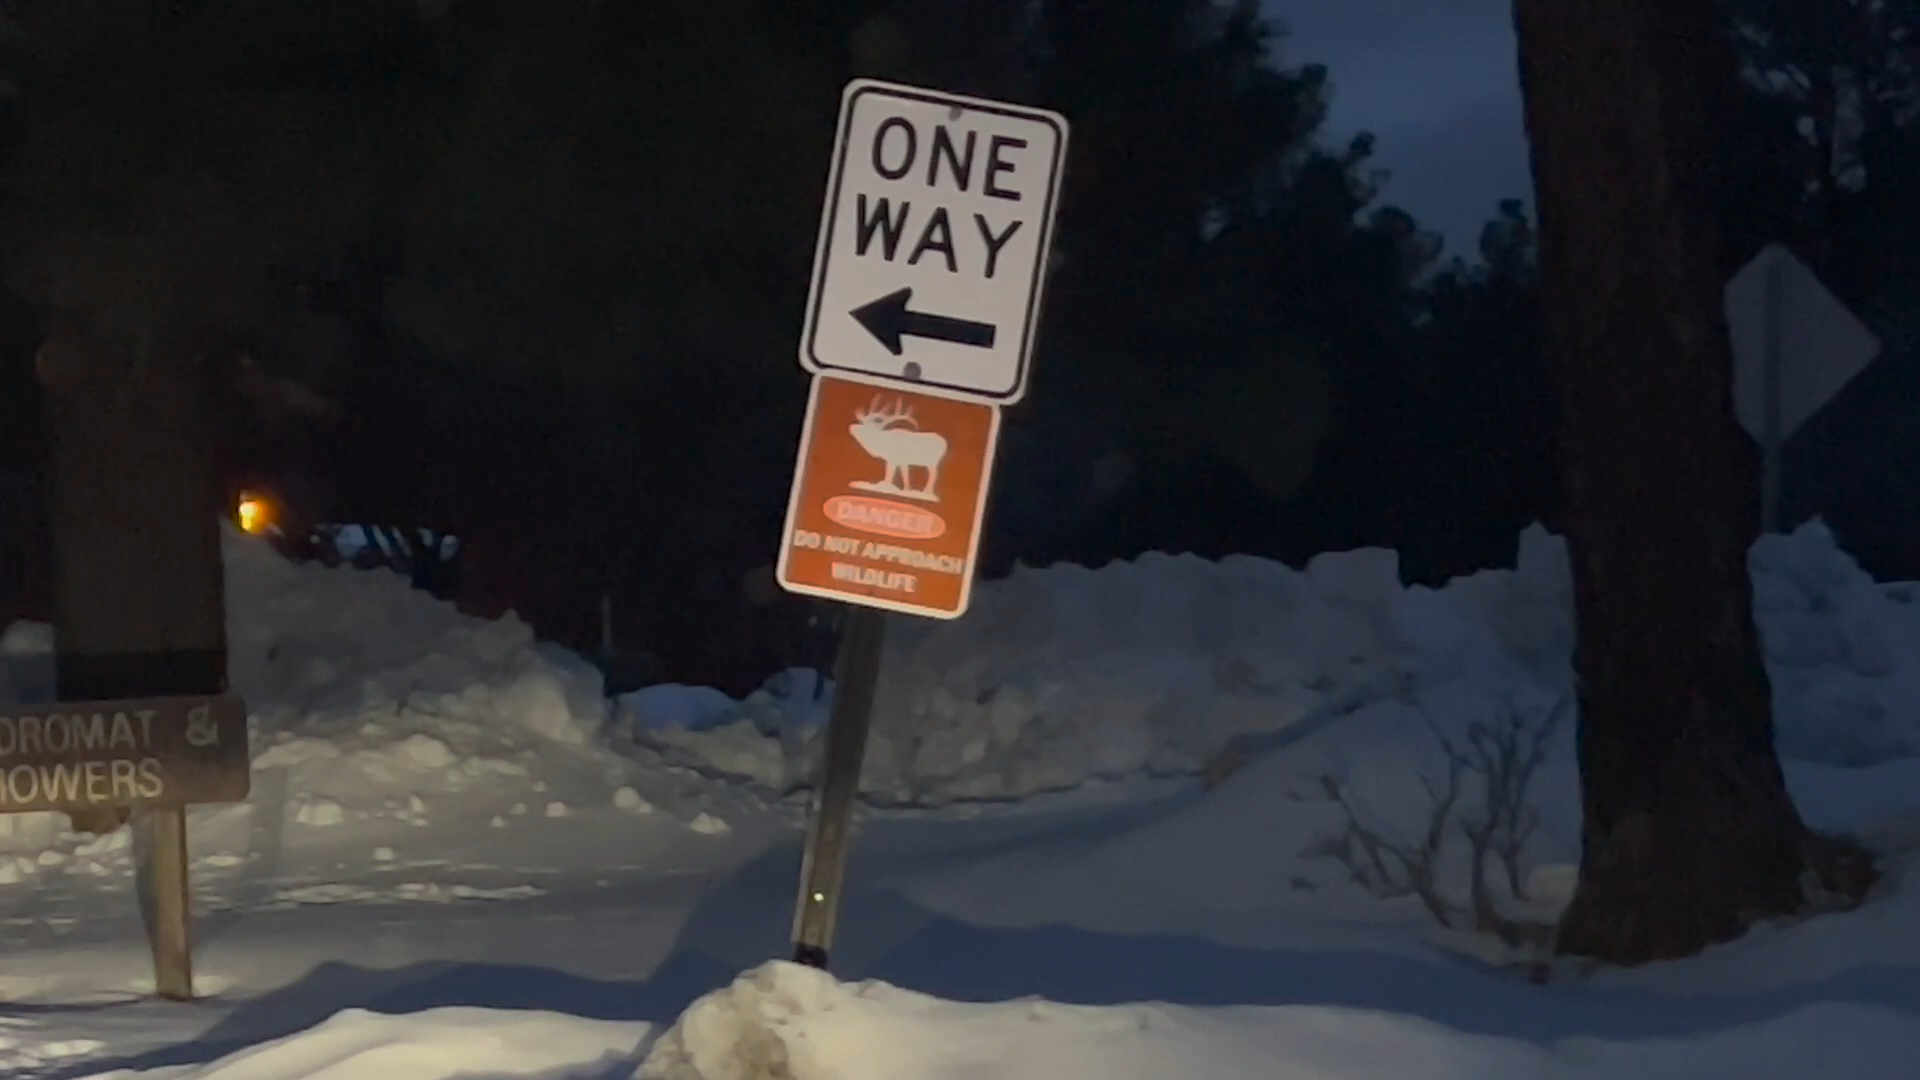 ONE
WAY
DANGER
DO NOT APPROACH
WILDLIFE
DROMAT &
HOWERS